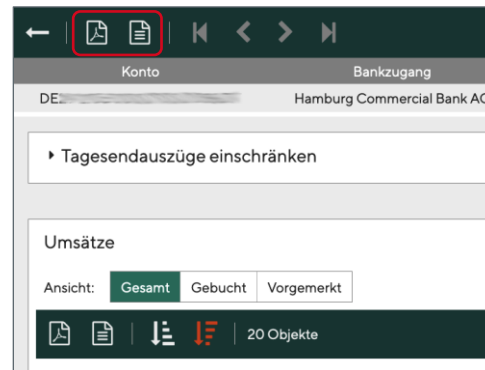 Konto Bankzugang
DE Hamburg Commercial Bank AG
Tagesendauszüge einschränken
Umsätze
Ansicht: Gesamt Gebucht Vorgemerkt
20 Objekte